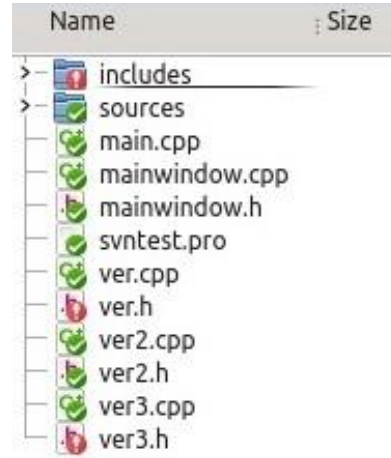 Name Size
includes
sources
main.cpp
mainwindow.cpp
mainwindow.h
svntest.pro
ver.cpp
ver.h
ver2.cpp
ver2.h
ver3.cpp
ver3.h